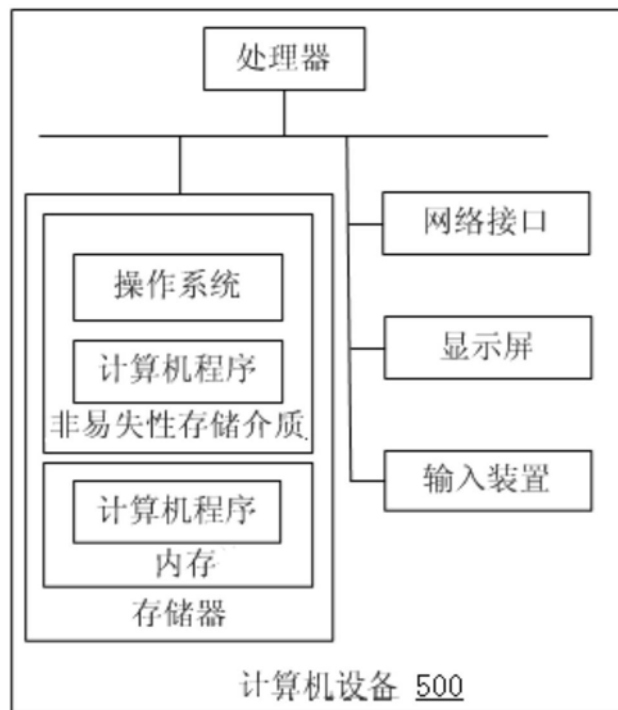 处理器
网络接口
操作系统
显示屏
计算机程序
非易失性存储介质
输入装置
计算机程序
内存
存储器
计算机设备 500